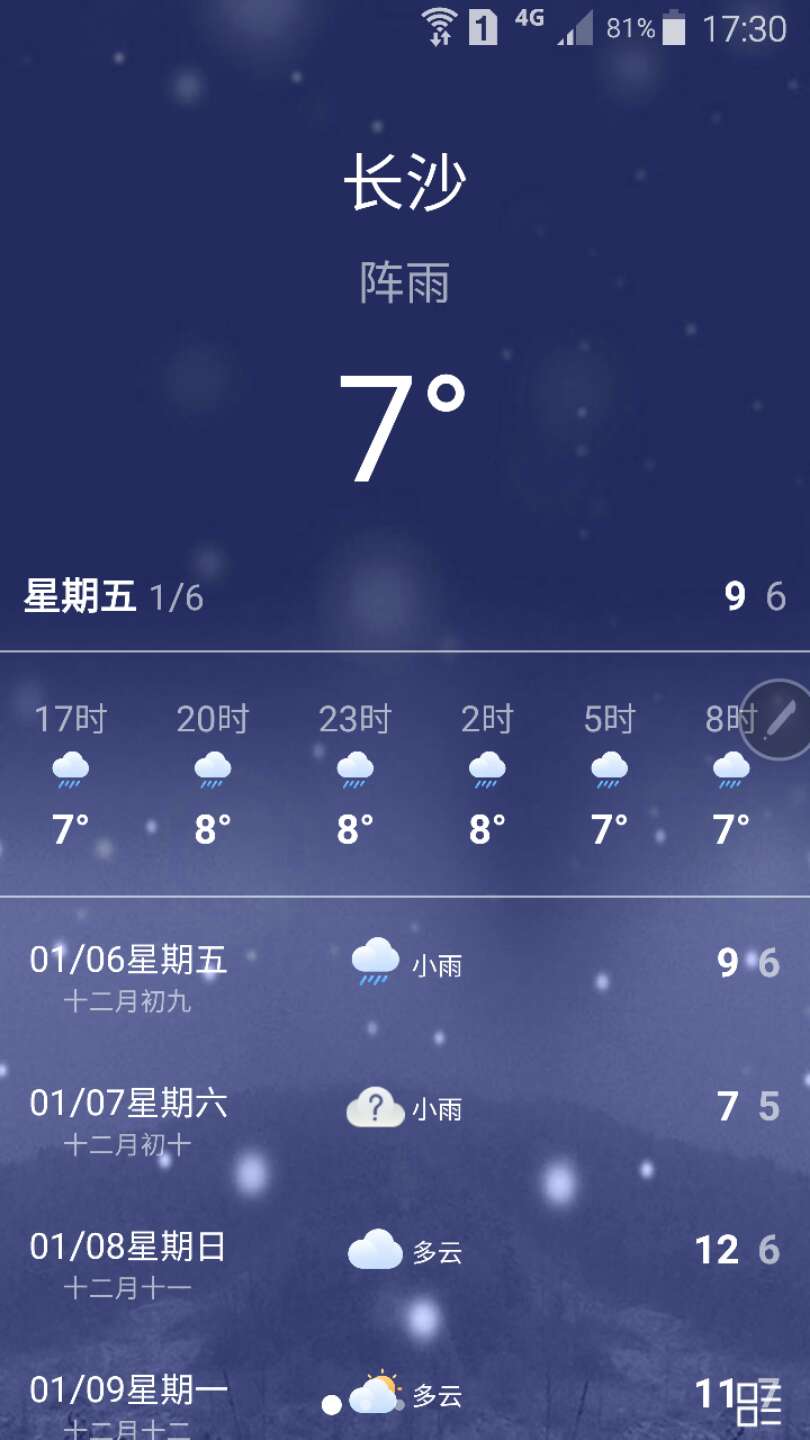 1 4G 81% 17:30
长沙
阵雨
7°
星期五 1/6 9 6
17时 20时 23时 2时 5时 8时
7° 8° 8° 8° 7° 7°
01/06星期五 小雨 9 6
十二月初九
01/07星期六 ? 小雨 7 5
十二月初十
01/08星期日 多云 12 6
十二月十一
01/09星期一 多云 11 7
十二月十二